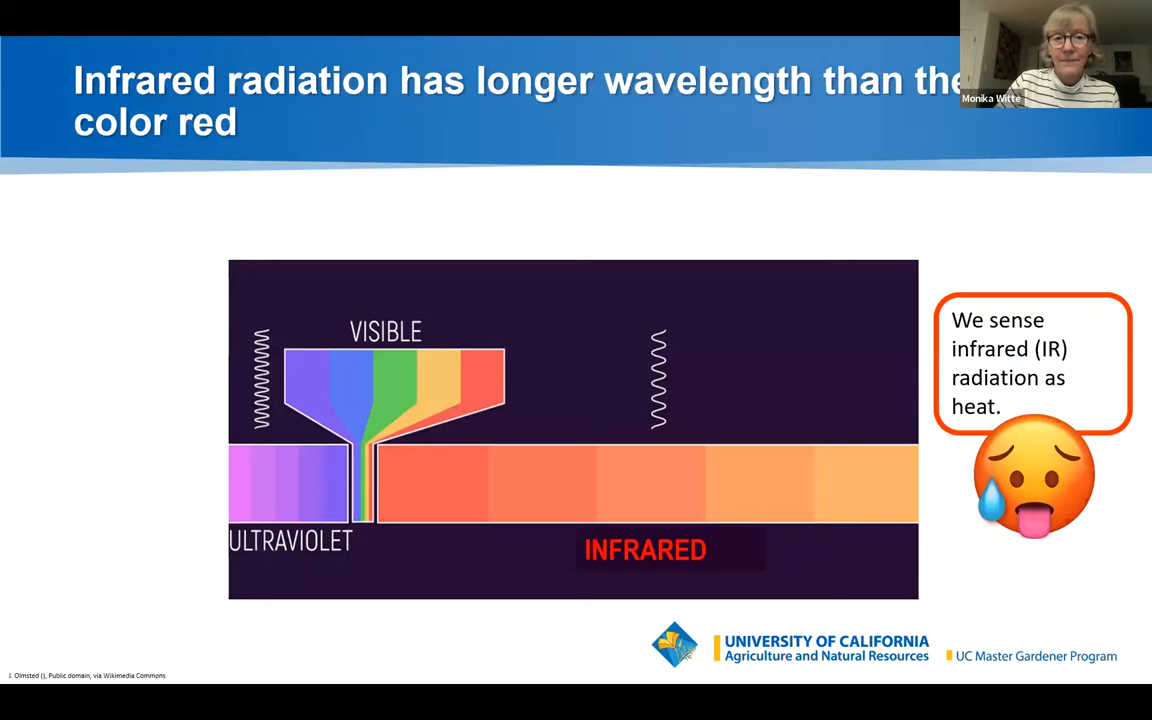 Infrared radiation has longer wavelength than the
color red
Monika Witte
VISIBLE
We sense
infrared (IR)
radiation as
heat.
ULTRAVIOLET
INFRARED
UNIVERSITY OF CALIFORNIA
Agriculture and Natural Resources
UC Master Gardener Program
J. Olmsted (), Public domain, via Wikimedia Commons